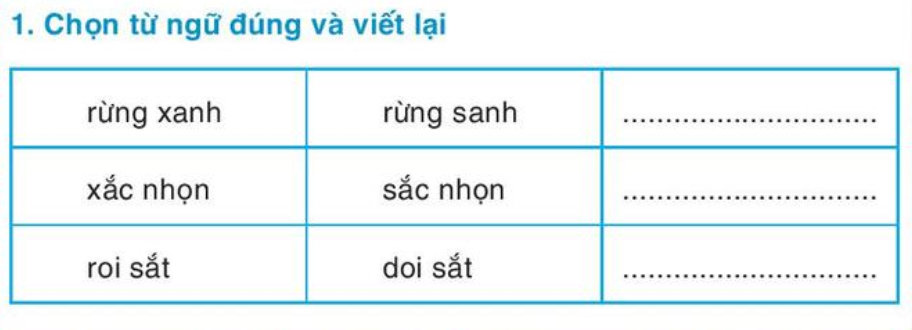 1. Chọn từ ngữ đúng và viết lại
rừng xanh rừng sanh ..............................
xắc nhọn sắc nhọn ..............................
roi sắt doi sắt ..............................